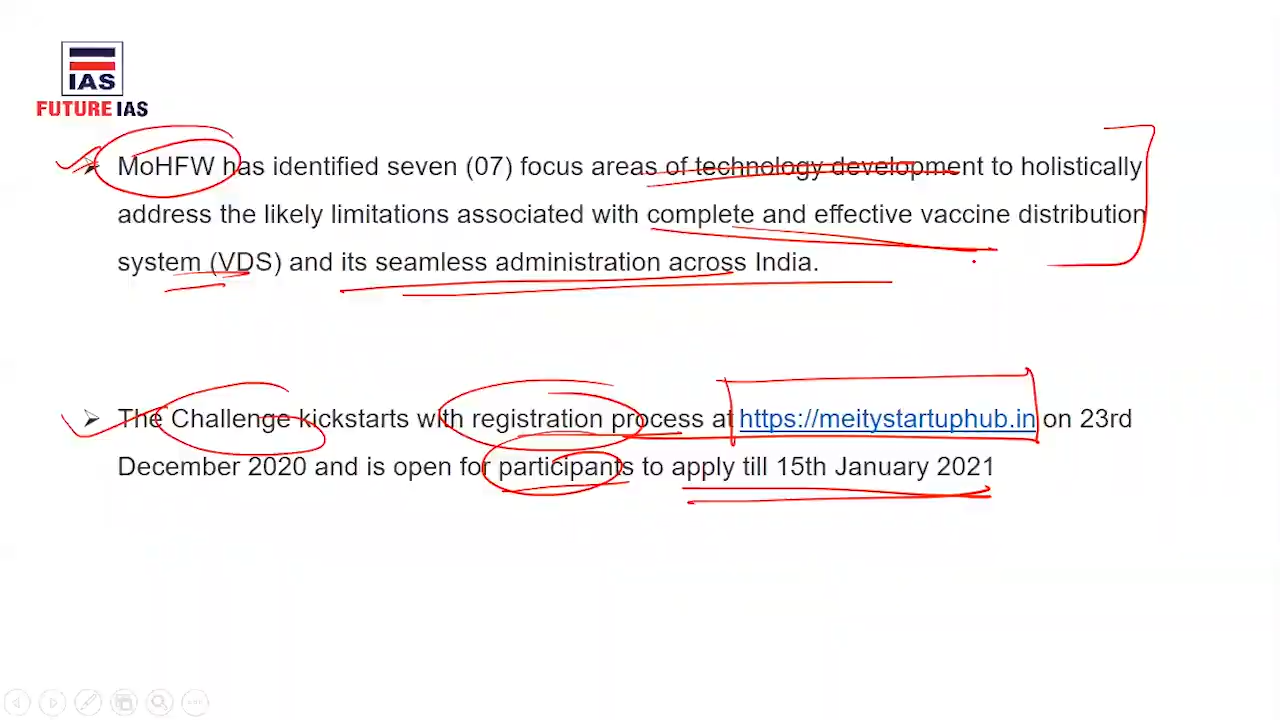 IAS
FUTURE IAS
MoHFW has identified seven (07) focus areas of technology development to holistically
address the likely limitations associated with complete and effective vaccine distribution
system (VDS) and its seamless administration across India.
The Challenge kickstarts with registration process at https://meitystartuphub.in on 23rd
December 2020 and is open for participants to apply till 15th January 2021